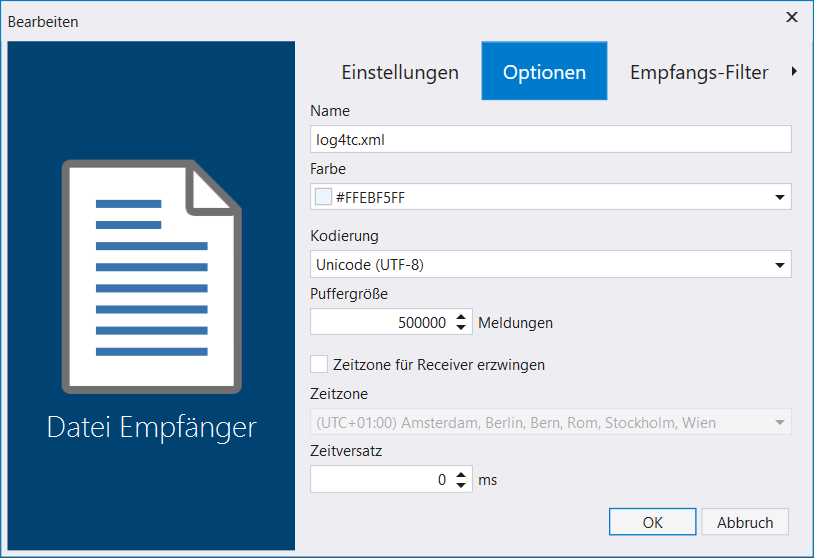 Bearbeiten
Datei Empfänger
Einstellungen Optionen Empfangs-Filter
Name
log4tc.xml
Farbe
#FFEBF5FF
Kodierung
Unicode (UTF-8)
Puffergröße
500000 Meldungen
Zeitzone für Receiver erzwingen
Zeitzone
(UTC+01:00) Amsterdam, Berlin, Bern, Rom, Stockholm, Wien
Zeitversatz
0 ms
OK Abbruch